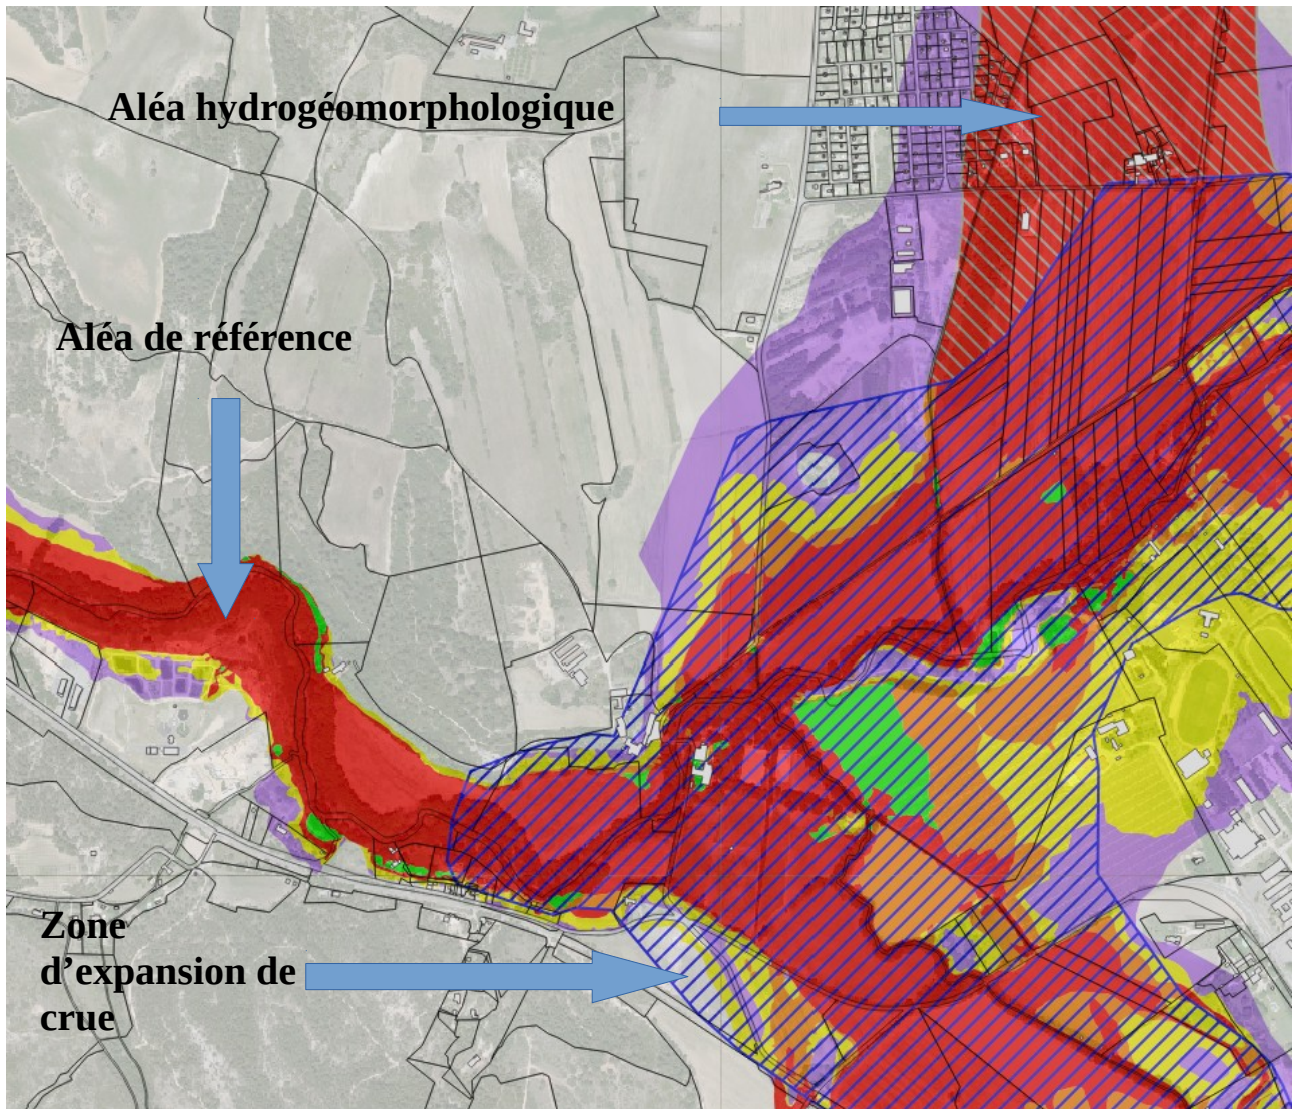 Aléa hydrogéomorphologique
Aléa de référence
Zone
d’expansion de
crue